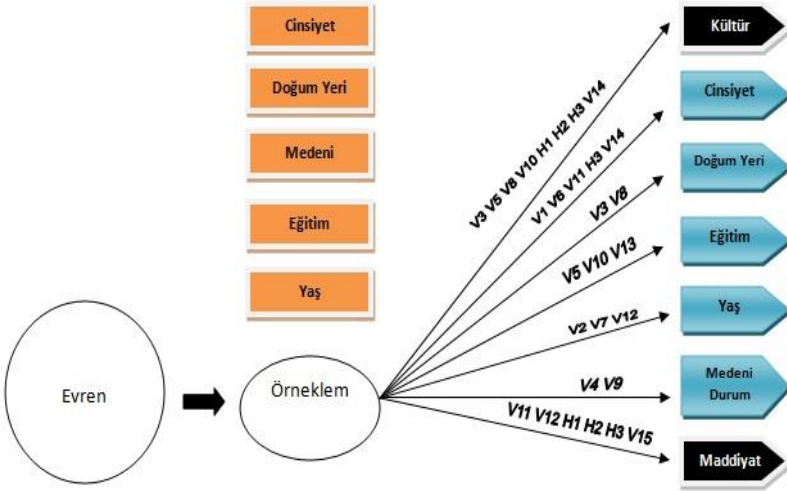 Cinsiyet
Doğum Yeri
Medeni
Eğitim
Yaş
Evren
Örneklem
V3 V5 V8 V10 H1 H2 H3 V14
V1 V6 V11 H3 V14
V3 V8
V5 V10 V13
V2 V7 V12
V4 V9
V11 V12 H1 H2 H3 V15
Kültür
Cinsiyet
Doğum Yeri
Eğitim
Yaş
Medeni
Durum
Maddiyat